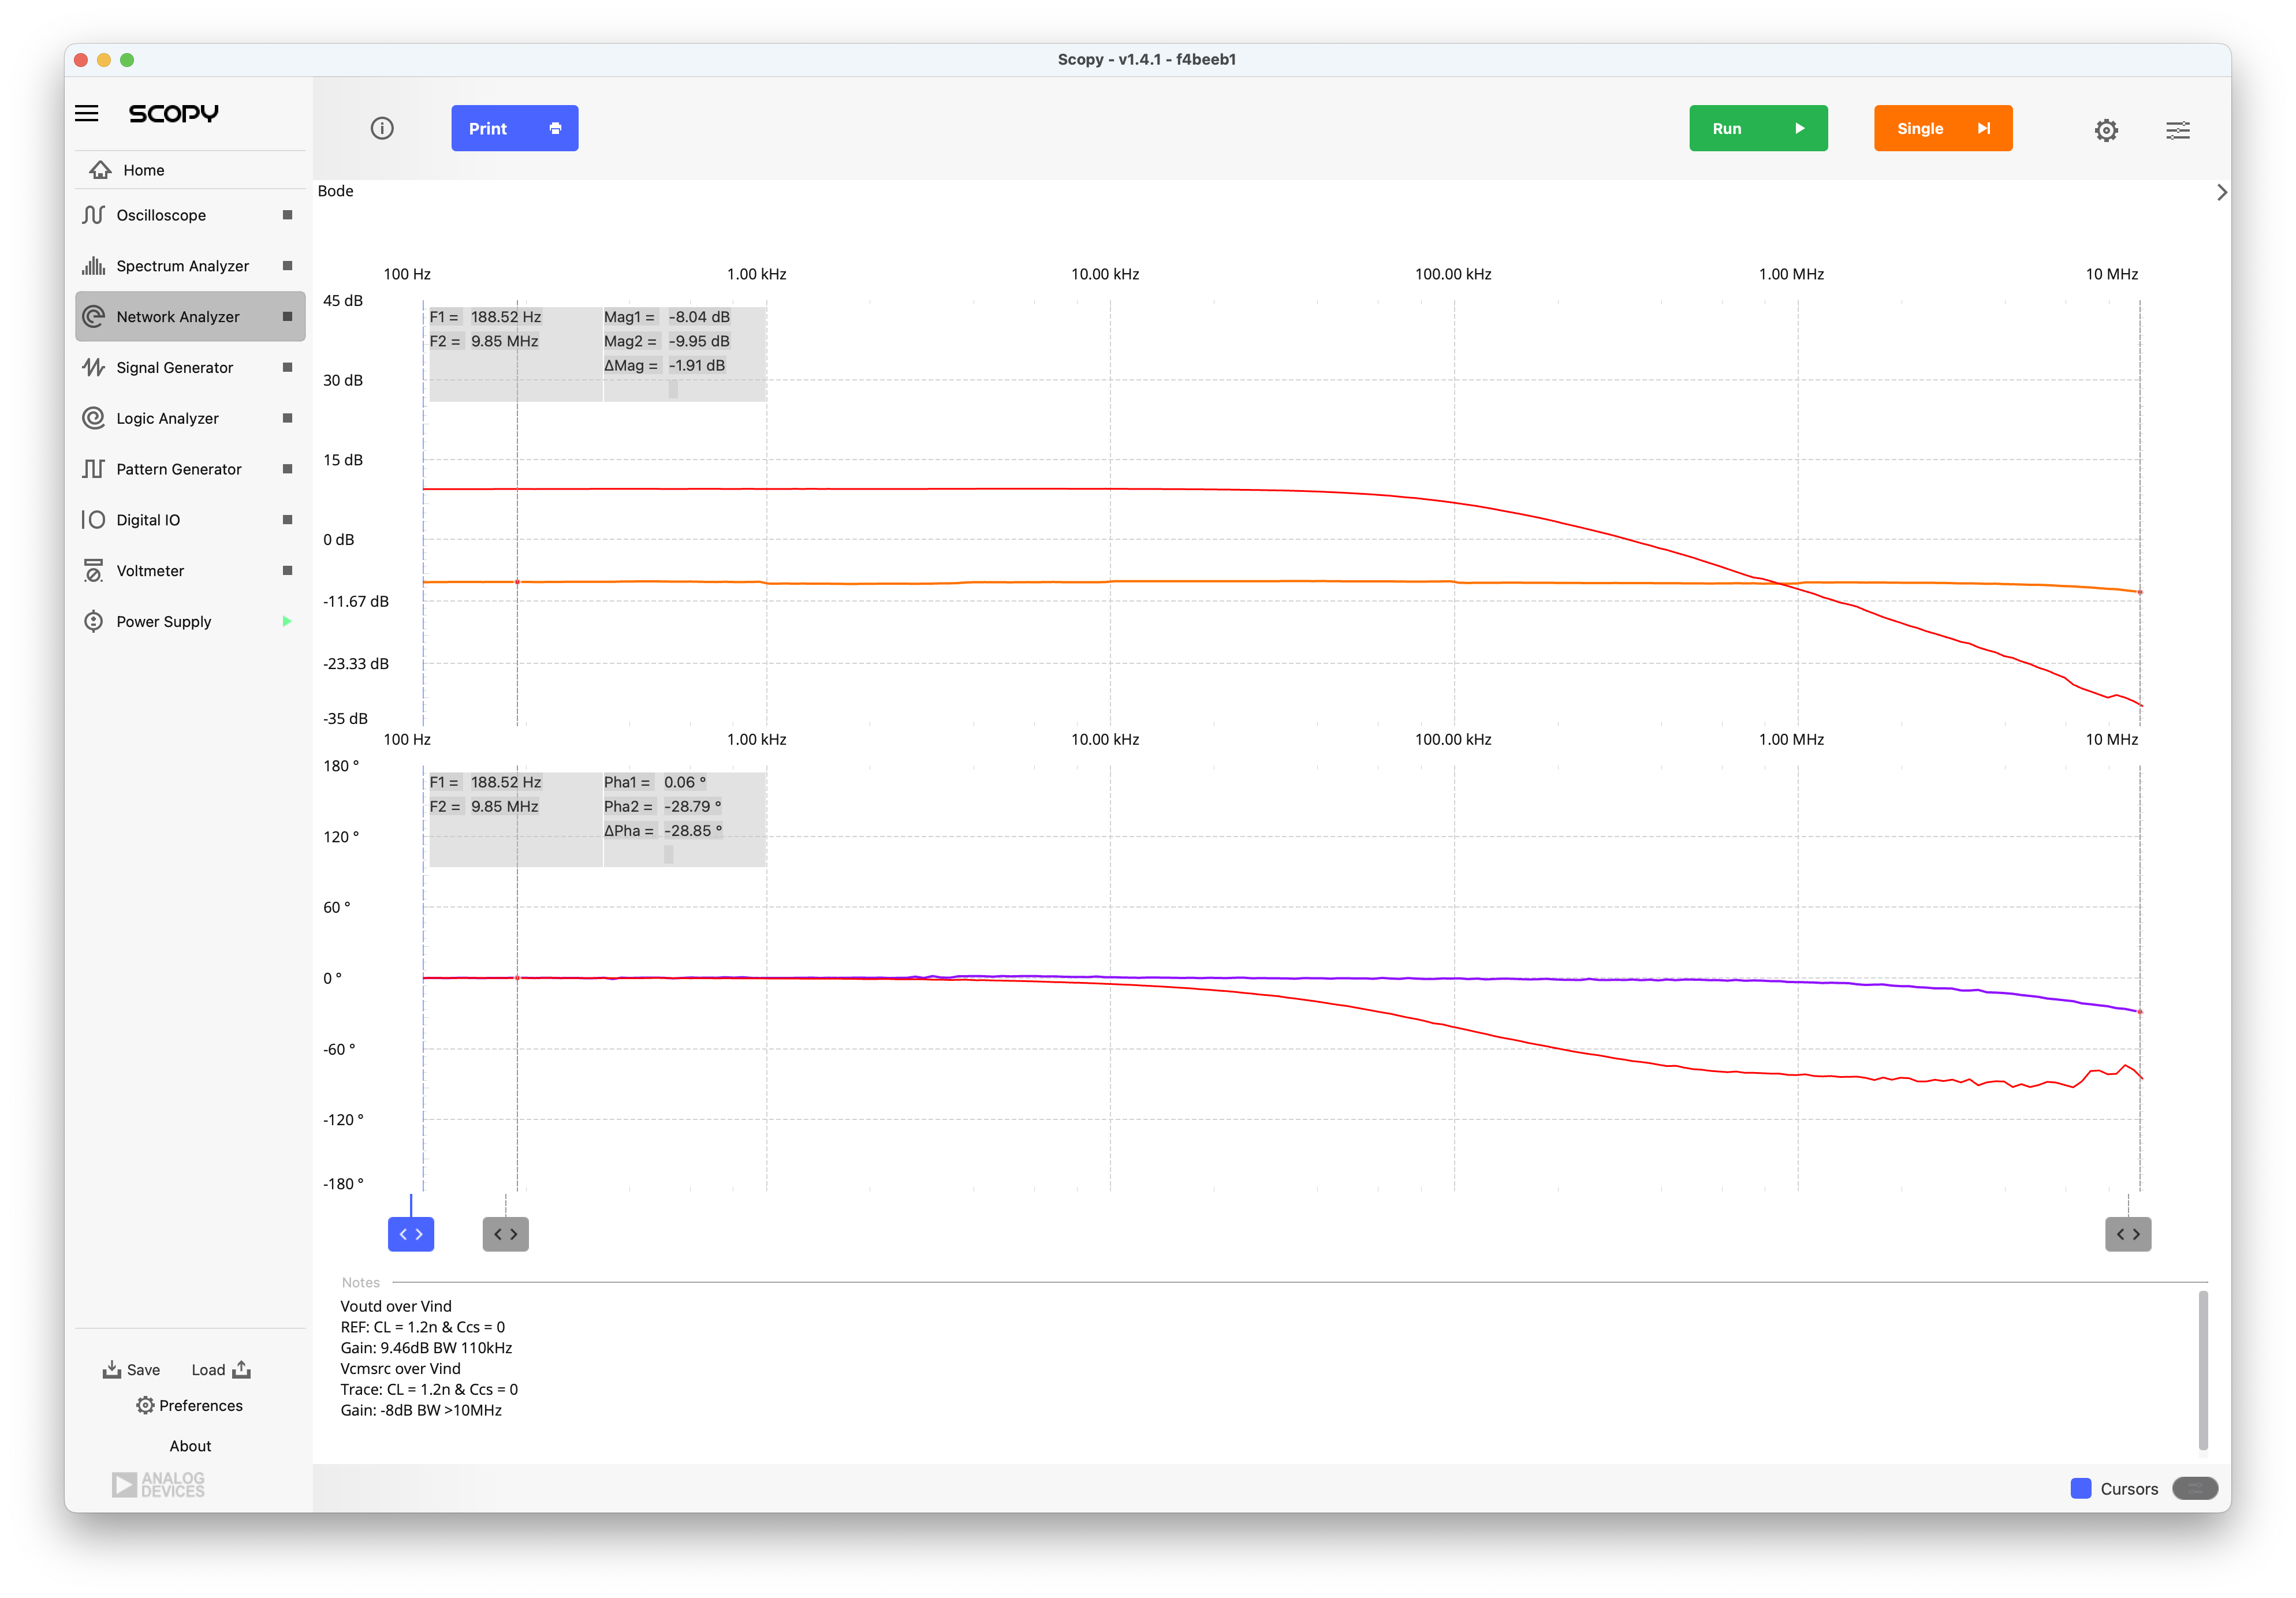 Scopy - v1.4.1 - f4beeb1
SCOPY
Home
Oscilloscope
Spectrum Analyzer
Network Analyzer
Signal Generator
Logic Analyzer
Pattern Generator
Digital IO
Voltmeter
Power Supply
Save Load
Preferences
About
ANALOG
DEVICES
Print Run Single
Bode
100 Hz 1.00 kHz 10.00 kHz 100.00 kHz 1.00 MHz 10 MHz
45 dB
30 dB
15 dB
0 dB
-11.67 dB
-23.33 dB
-35 dB
F1 = 188.52 Hz Mag1 = -8.04 dB
F2 = 9.85 MHz Mag2 = -9.95 dB
ΔMag = -1.91 dB
100 Hz 1.00 kHz 10.00 kHz 100.00 kHz 1.00 MHz 10 MHz
180 °
120 °
60 °
0 °
-60 °
-120 °
-180 °
F1 = 188.52 Hz Pha1 = 0.06 °
F2 = 9.85 MHz Pha2 = -28.79 °
ΔPha = -28.85 °
Notes
Voutd over Vind
REF: CL = 1.2n & Ccs = 0
Gain: 9.46dB BW 110kHz
Vcmsrc over Vind
Trace: CL = 1.2n & Ccs = 0
Gain: -8dB BW >10MHz
Cursors